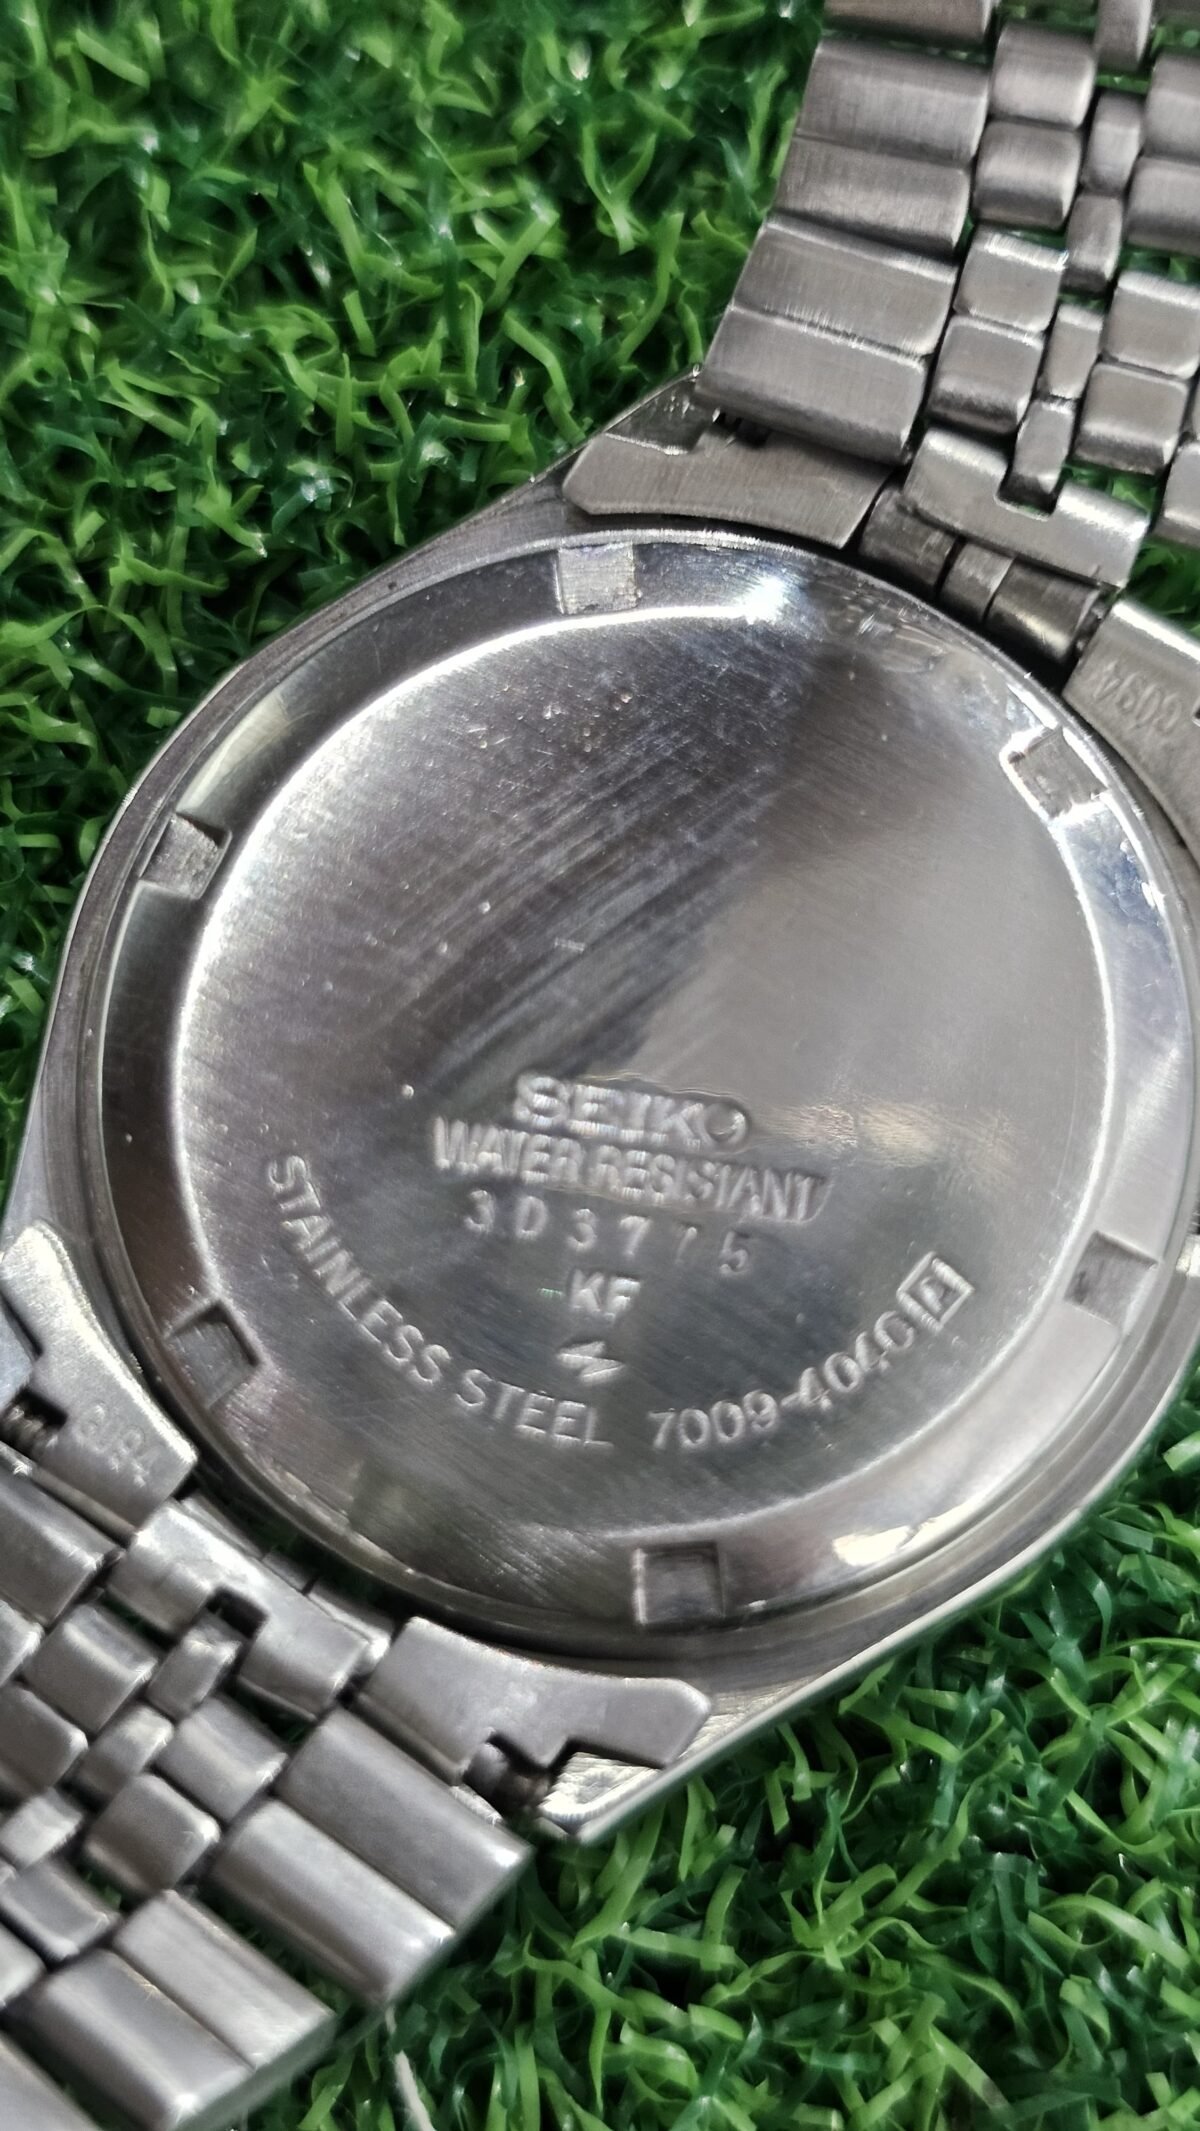 SEIKO
WATER RESISTANT
3D3775
KF
STAINLESS STEEL 7009-4040 P